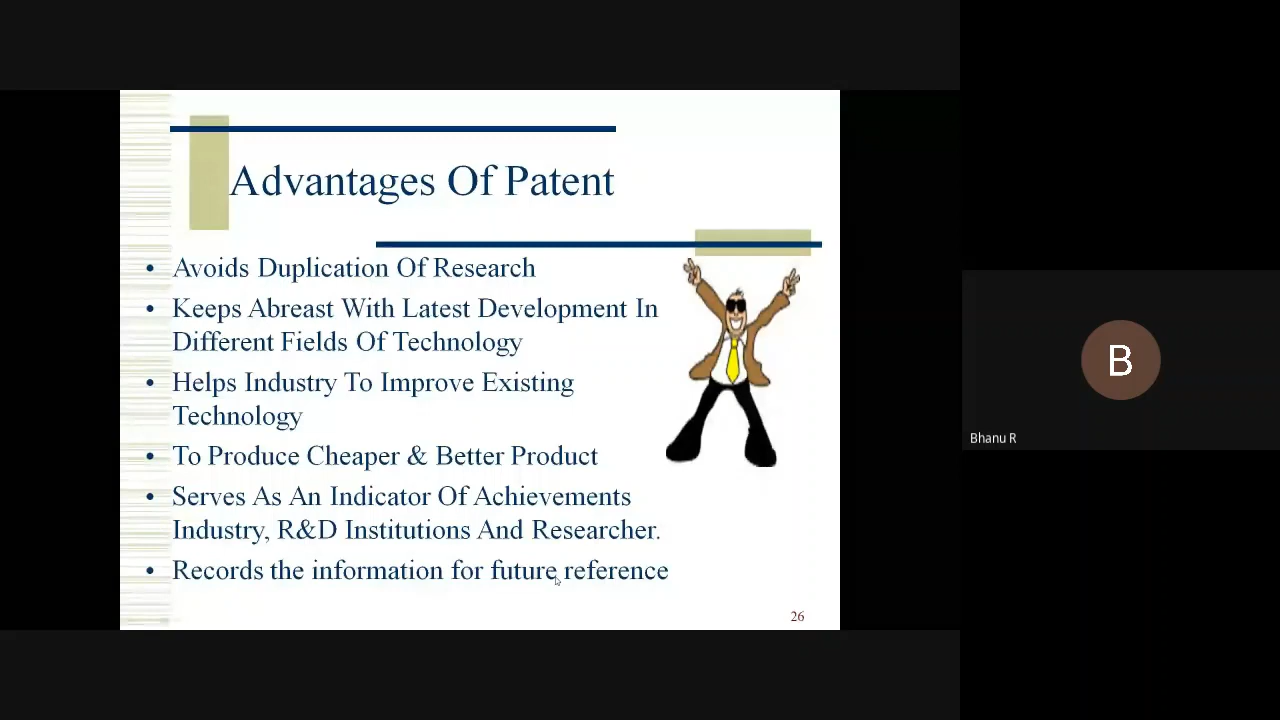 Advantages Of Patent
• Avoids Duplication Of Research
• Keeps Abreast With Latest Development In
Different Fields Of Technology
• Helps Industry To Improve Existing
Technology
• To Produce Cheaper & Better Product
• Serves As An Indicator Of Achievements
Industry, R&D Institutions And Researcher.
• Records the information for future reference
26
B
Bhanu R